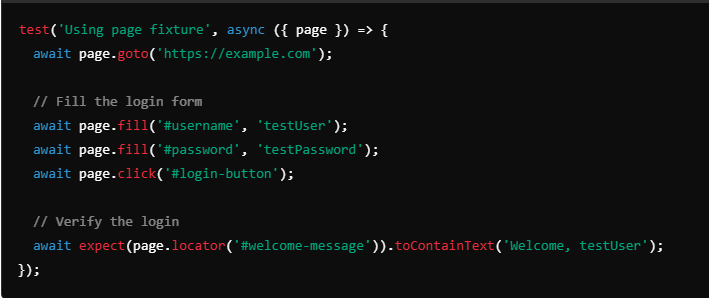 test('Using page fixture', async ({ page }) => {
  await page.goto('https://example.com');

  // Fill the login form
  await page.fill('#username', 'testUser');
  await page.fill('#password', 'testPassword');
  await page.click('#login-button');

  // Verify the login
  await expect(page.locator('#welcome-message')).toContainText('Welcome, testUser');
});